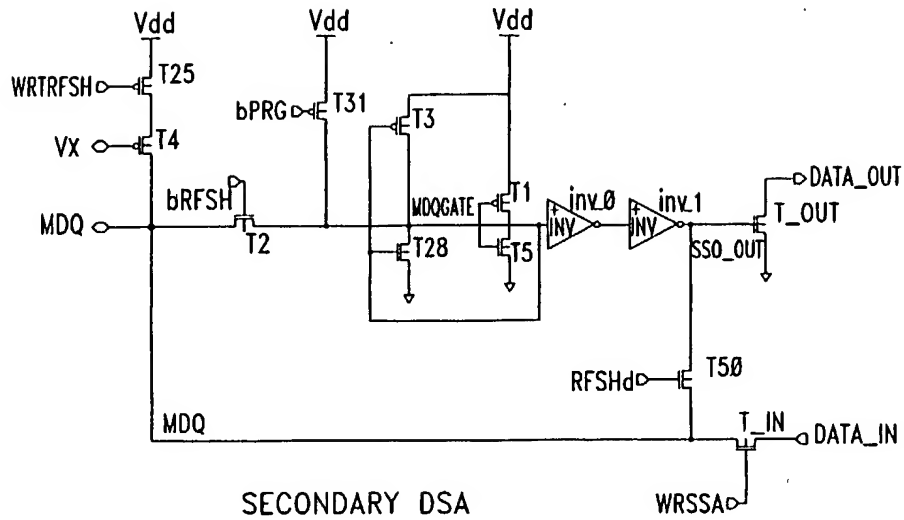 Vdd
Vdd
Vdd
WRTRFSH
T25
bPRG
T31
T3
VX
T4
bRFSH
MDQGATE
T1
inv_0
inv_1
DATA_OUT
T_OUT
MDQ
T2
T28
T5
+
INV
+
INV
SSO_OUT
RFSHd
T50
MDQ
T_IN
DATA_IN
WRSSA
SECONDARY DSA